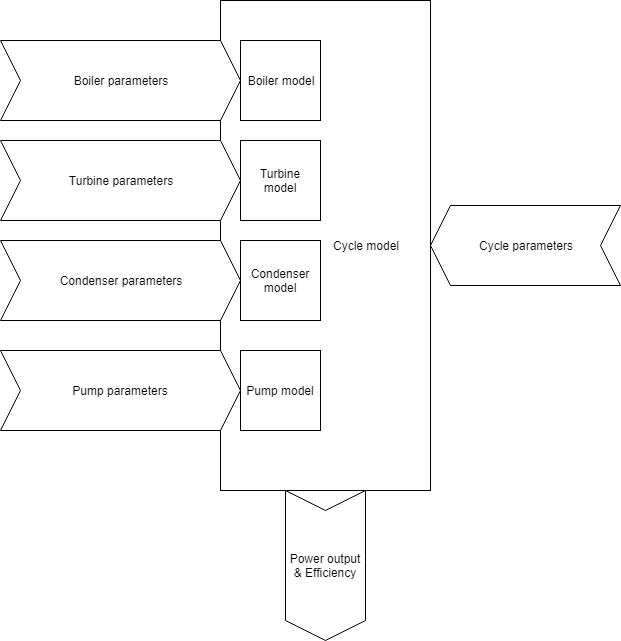 Boiler parameters
Boiler model
Turbine parameters
Turbine
model
Cycle model
Cycle parameters
Condenser parameters
Condenser
model
Pump parameters
Pump model
Power output
& Efficiency